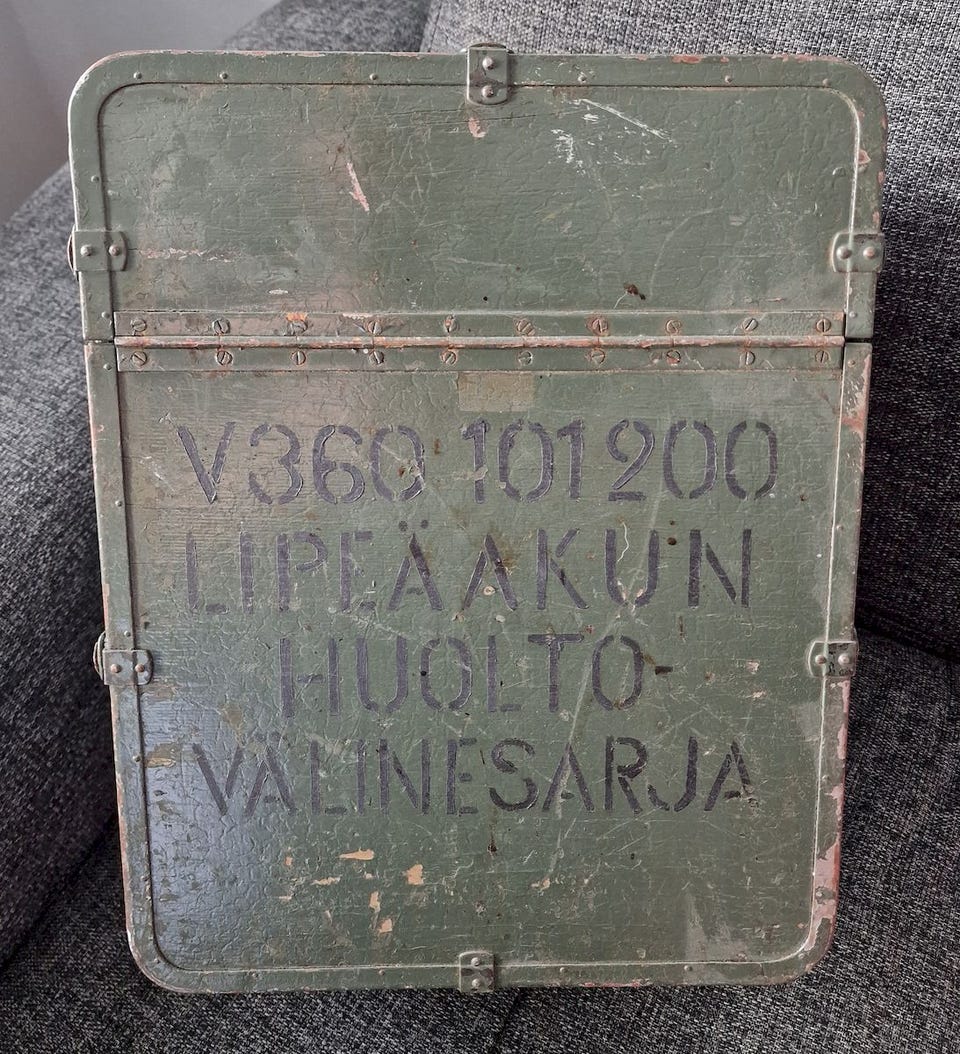 V360 101200
LIPEÄAKUN
HUOLTO-
VÄLINESARJA